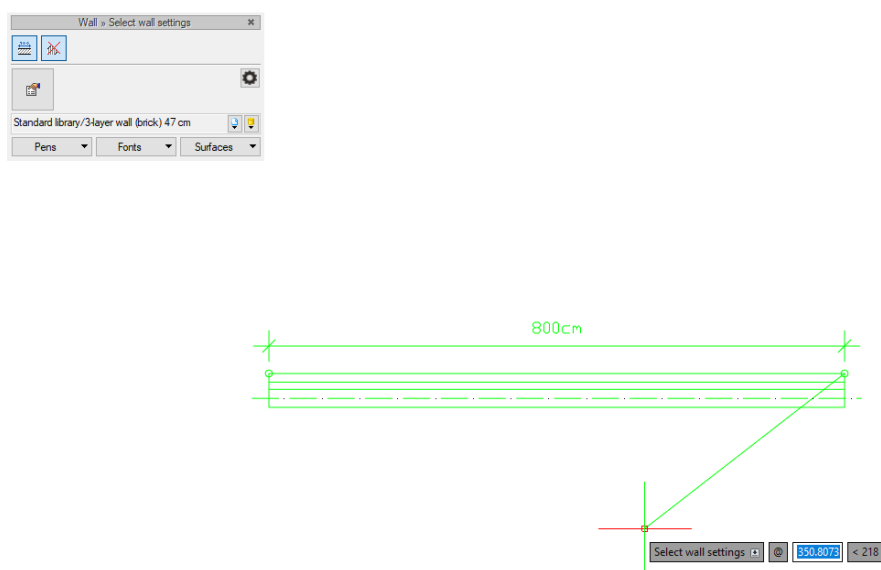 Wall » Select wall settings
Standard library/3-layer wall (brick) 47 cm
Pens Fonts Surfaces
800cm
Select wall settings @ 350.8073 < 218